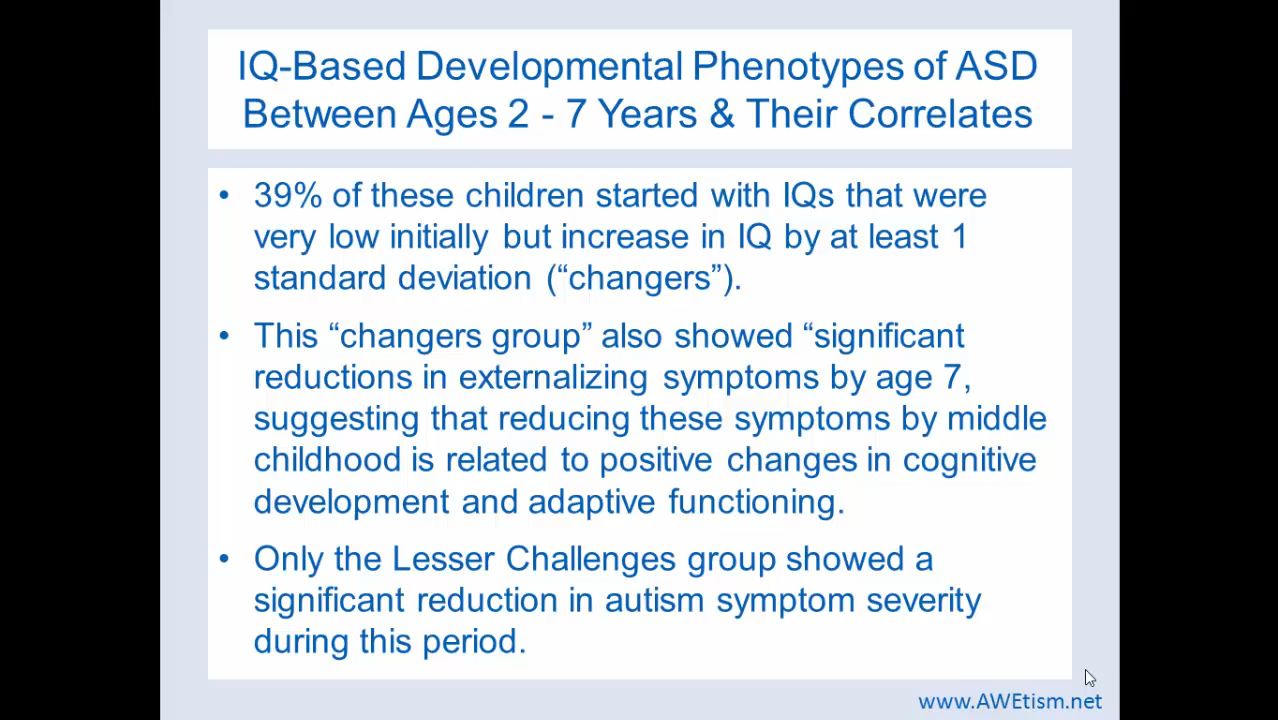 IQ-Based Developmental Phenotypes of ASD
Between Ages 2 - 7 Years & Their Correlates
• 39% of these children started with IQs that were
very low initially but increase in IQ by at least 1
standard deviation (“changers”).
• This “changers group” also showed “significant
reductions in externalizing symptoms by age 7,
suggesting that reducing these symptoms by middle
childhood is related to positive changes in cognitive
development and adaptive functioning.
• Only the Lesser Challenges group showed a
significant reduction in autism symptom severity
during this period.
www.AWEtism.net